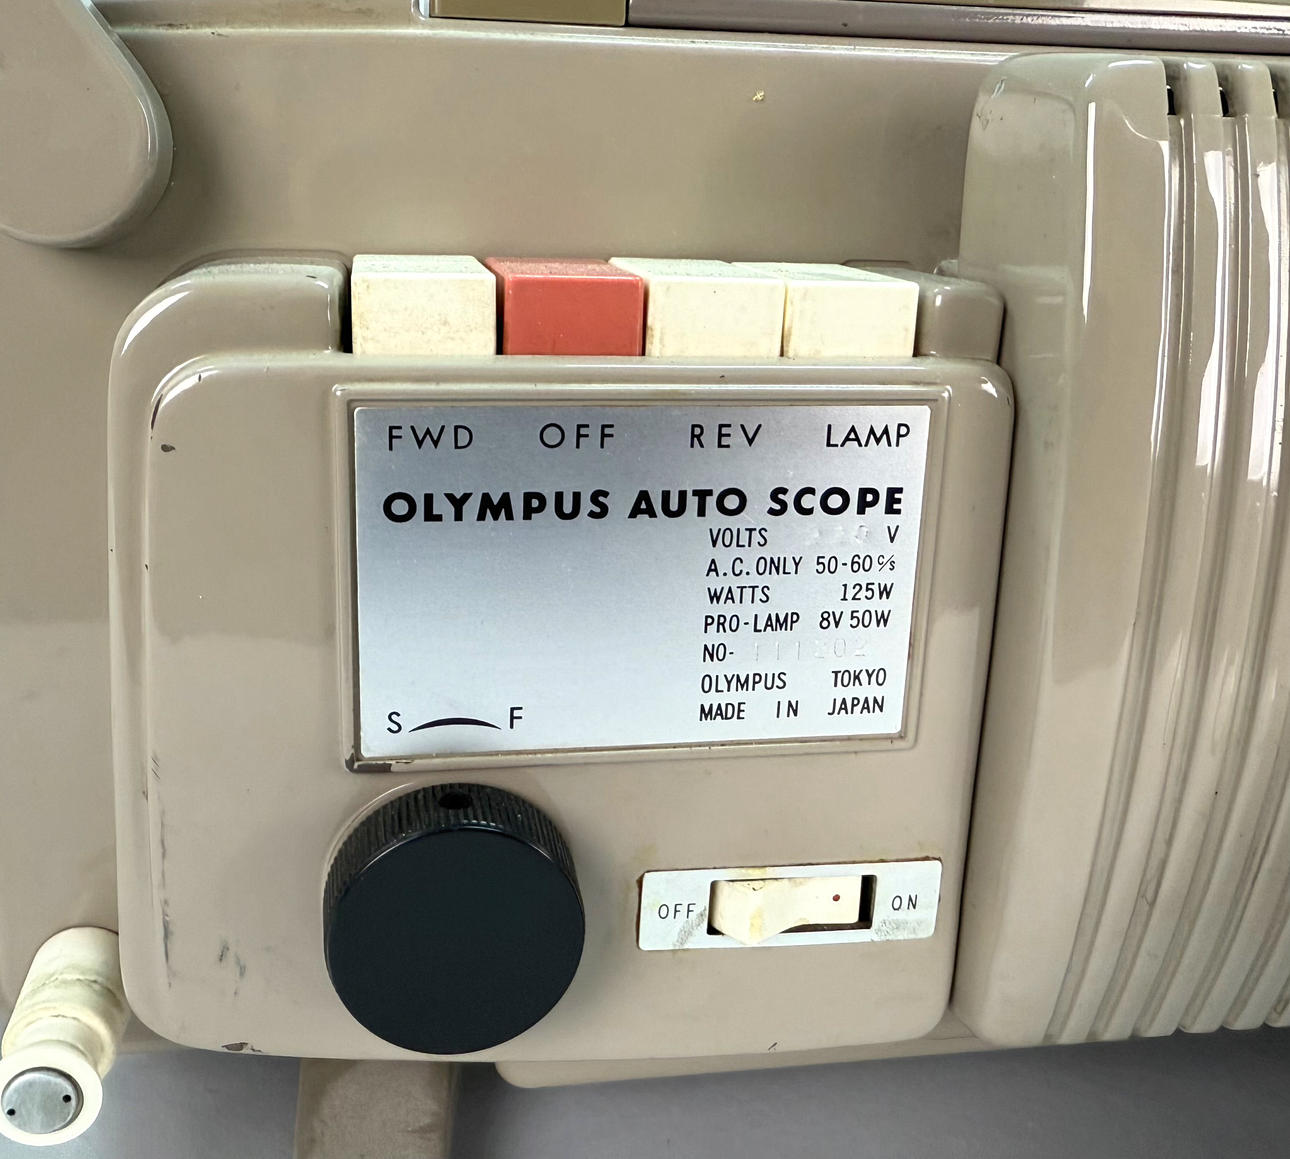 FWD OFF REV LAMP
OLYMPUS AUTO SCOPE
VOLTS V
A.C. ONLY 50-60 c/s
WATTS 125W
PRO-LAMP 8V 50W
NO-
OLYMPUS TOKYO
MADE IN JAPAN
S F
OFF ON